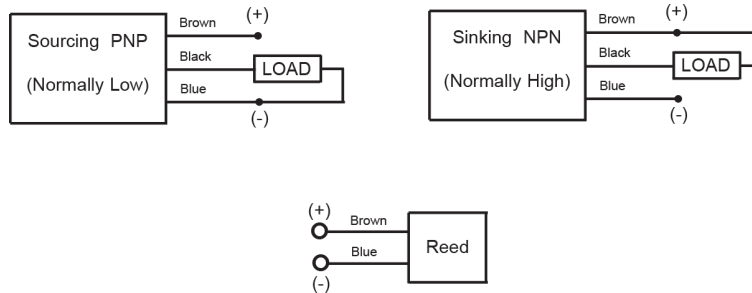 Sourcing PNP
(Normally Low)
Brown
(+)
Black
LOAD
Blue
(-)
Sinking NPN
(Normally High)
Brown
(+)
Black
LOAD
Blue
(-)
(+)
Brown
Blue
(-)
Reed